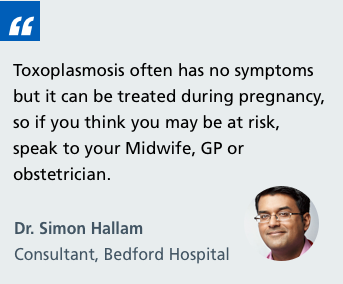 Toxoplasmosis often has no symptoms
but it can be treated during pregnancy,
so if you think you may be at risk,
speak to your Midwife, GP or
obstetrician.
Dr. Simon Hallam
Consultant, Bedford Hospital